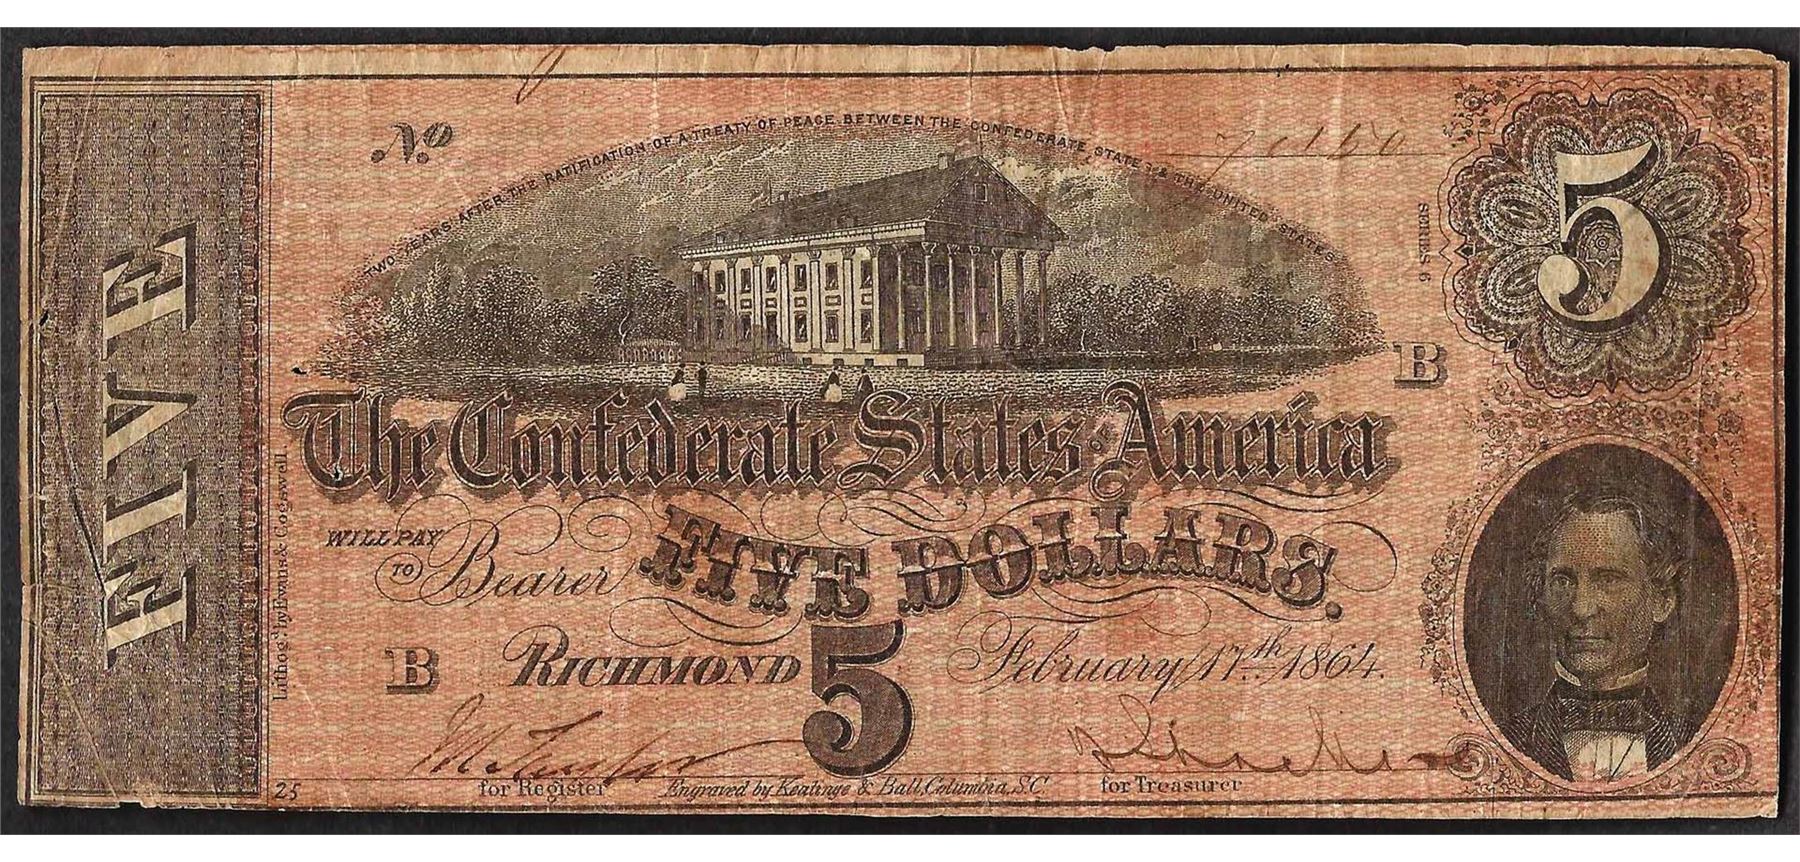 No
TWO YEARS AFTER THE RATIFICATION OF A TREATY OF PEACE BETWEEN THE CONFEDERATE STATES & THE UNITED STATES
5
SERIES 6
B
FIVE
The Confederate States of America
WILL PAY
TO Bearer FIVE DOLLARS.
B RICHMOND 5 February 17th 1864.
for Register
Engraved by Keatinge & Ball, Columbia, S.C.
for Treasurer
25
Lithog'd by Evans & Cogswell